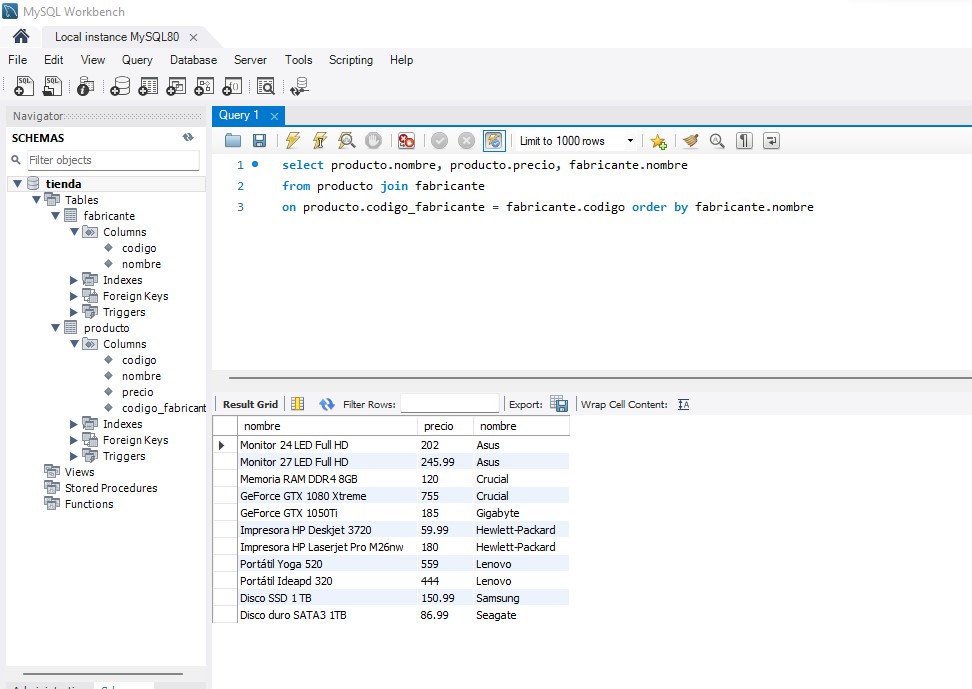 MySQL Workbench
Local instance MySQL80
File Edit View Query Database Server Tools Scripting Help
Navigator
SCHEMAS
Filter objects
tienda
Tables
fabricante
Columns
codigo
nombre
Indexes
Foreign Keys
Triggers
producto
Columns
codigo
nombre
precio
codigo_fabricant
Indexes
Foreign Keys
Triggers
Views
Stored Procedures
Functions
Query 1
Limit to 1000 rows
1 select producto.nombre, producto.precio, fabricante.nombre
2 from producto join fabricante
3 on producto.codigo_fabricante = fabricante.codigo order by fabricante.nombre
Result Grid Filter Rows: Export: Wrap Cell Content:
nombre precio nombre
Monitor 24 LED Full HD 202 Asus
Monitor 27 LED Full HD 245.99 Asus
Memoria RAM DDR4 8GB 120 Crucial
GeForce GTX 1080 Xtreme 755 Crucial
GeForce GTX 1050Ti 185 Gigabyte
Impresora HP Deskjet 3720 59.99 Hewlett-Packard
Impresora HP Laserjet Pro M26nw 180 Hewlett-Packard
Portátil Yoga 520 559 Lenovo
Portátil Ideapd 320 444 Lenovo
Disco SSD 1 TB 150.99 Samsung
Disco duro SATA3 1TB 86.99 Seagate